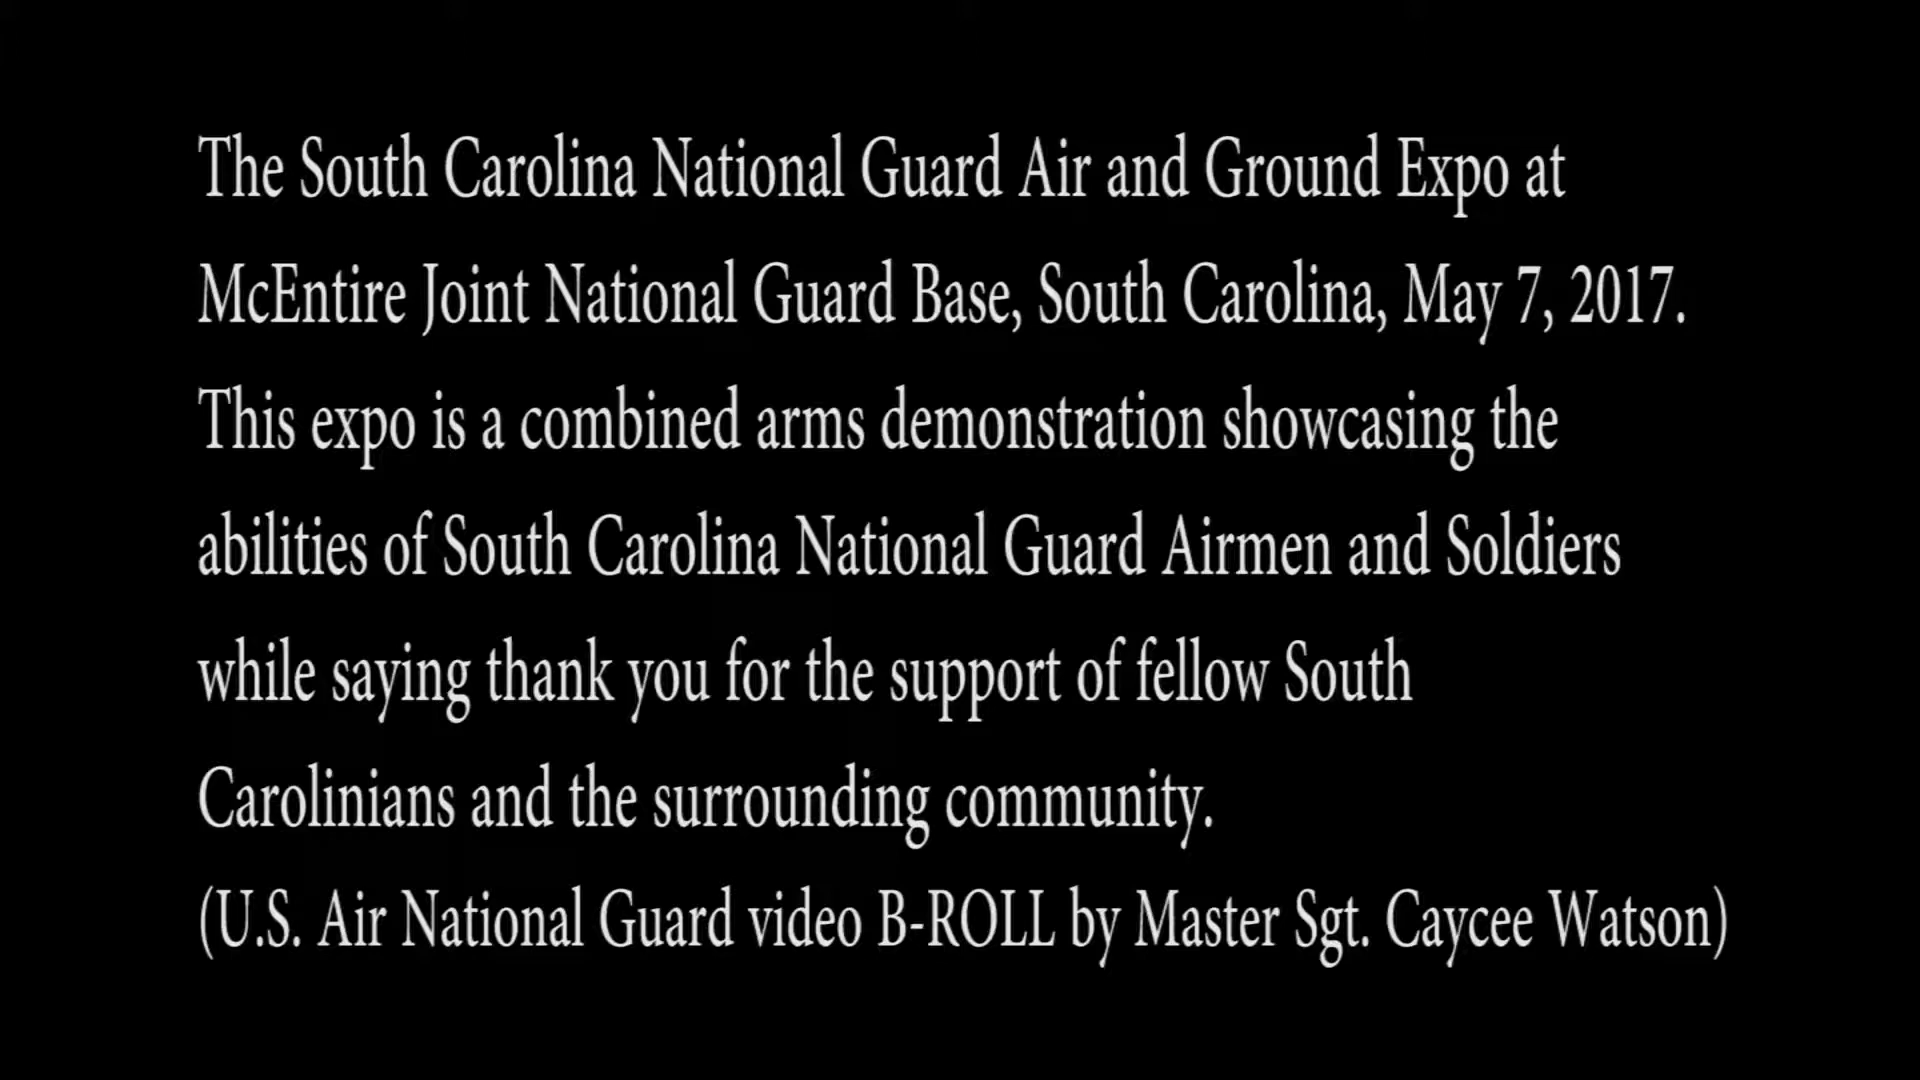 The South Carolina National Guard Air and Ground Expo at
McEntire Joint National Guard Base, South Carolina, May 7, 2017.
This expo is a combined arms demonstration showcasing the
abilities of South Carolina National Guard Airmen and Soldiers
while saying thank you for the support of fellow South
Carolinians and the surrounding community.
(U.S. Air National Guard video B-ROLL by Master Sgt. Caycee Watson)